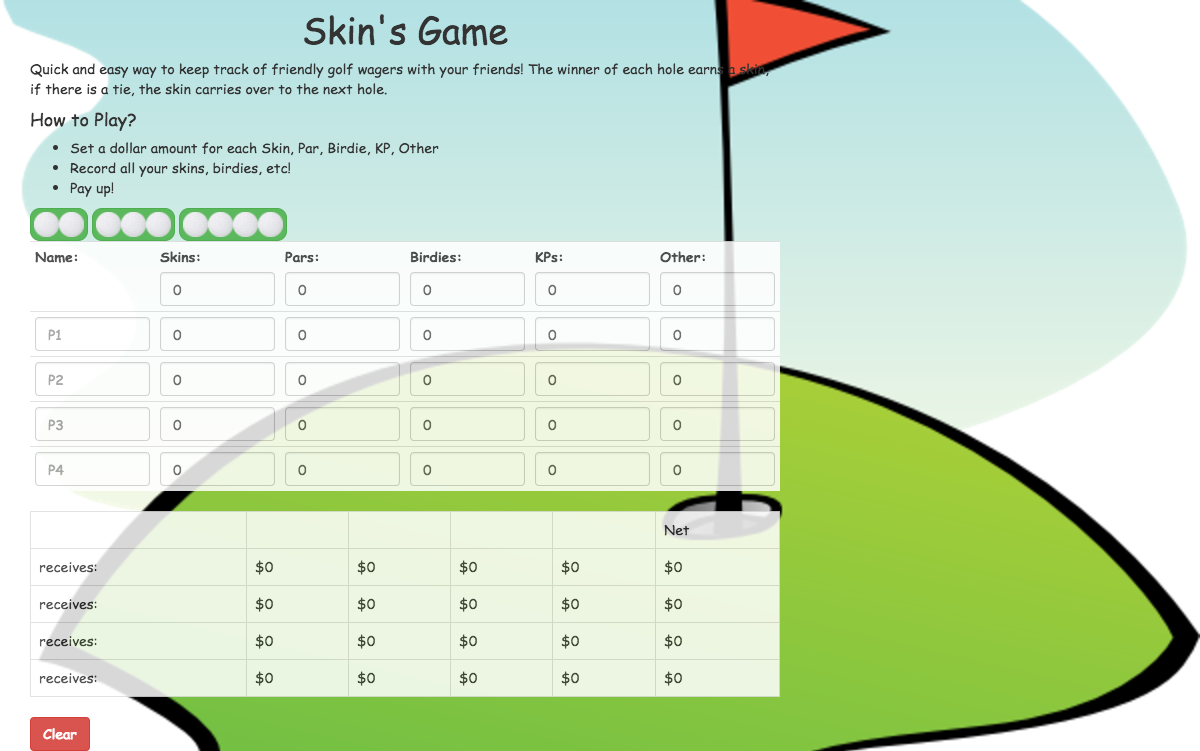 Skin's Game
Quick and easy way to keep track of friendly golf wagers with your friends! The winner of each hole earns a skin,
if there is a tie, the skin carries over to the next hole.
How to Play?
• Set a dollar amount for each Skin, Par, Birdie, KP, Other
• Record all your skins, birdies, etc!
• Pay up!
Name: Skins: Pars: Birdies: KPs: Other:
0 0 0 0 0
P1 0 0 0 0 0
P2 0 0 0 0 0
P3 0 0 0 0 0
P4 0 0 0 0 0
Net
receives: $0 $0 $0 $0 $0
receives: $0 $0 $0 $0 $0
receives: $0 $0 $0 $0 $0
receives: $0 $0 $0 $0 $0
Clear